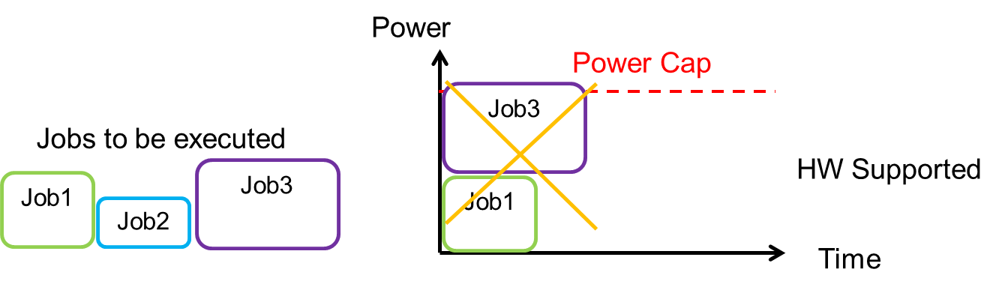 Jobs to be executed
Job1
Job2
Job3
Power
Power Cap
Job3
Job1
HW Supported
Time